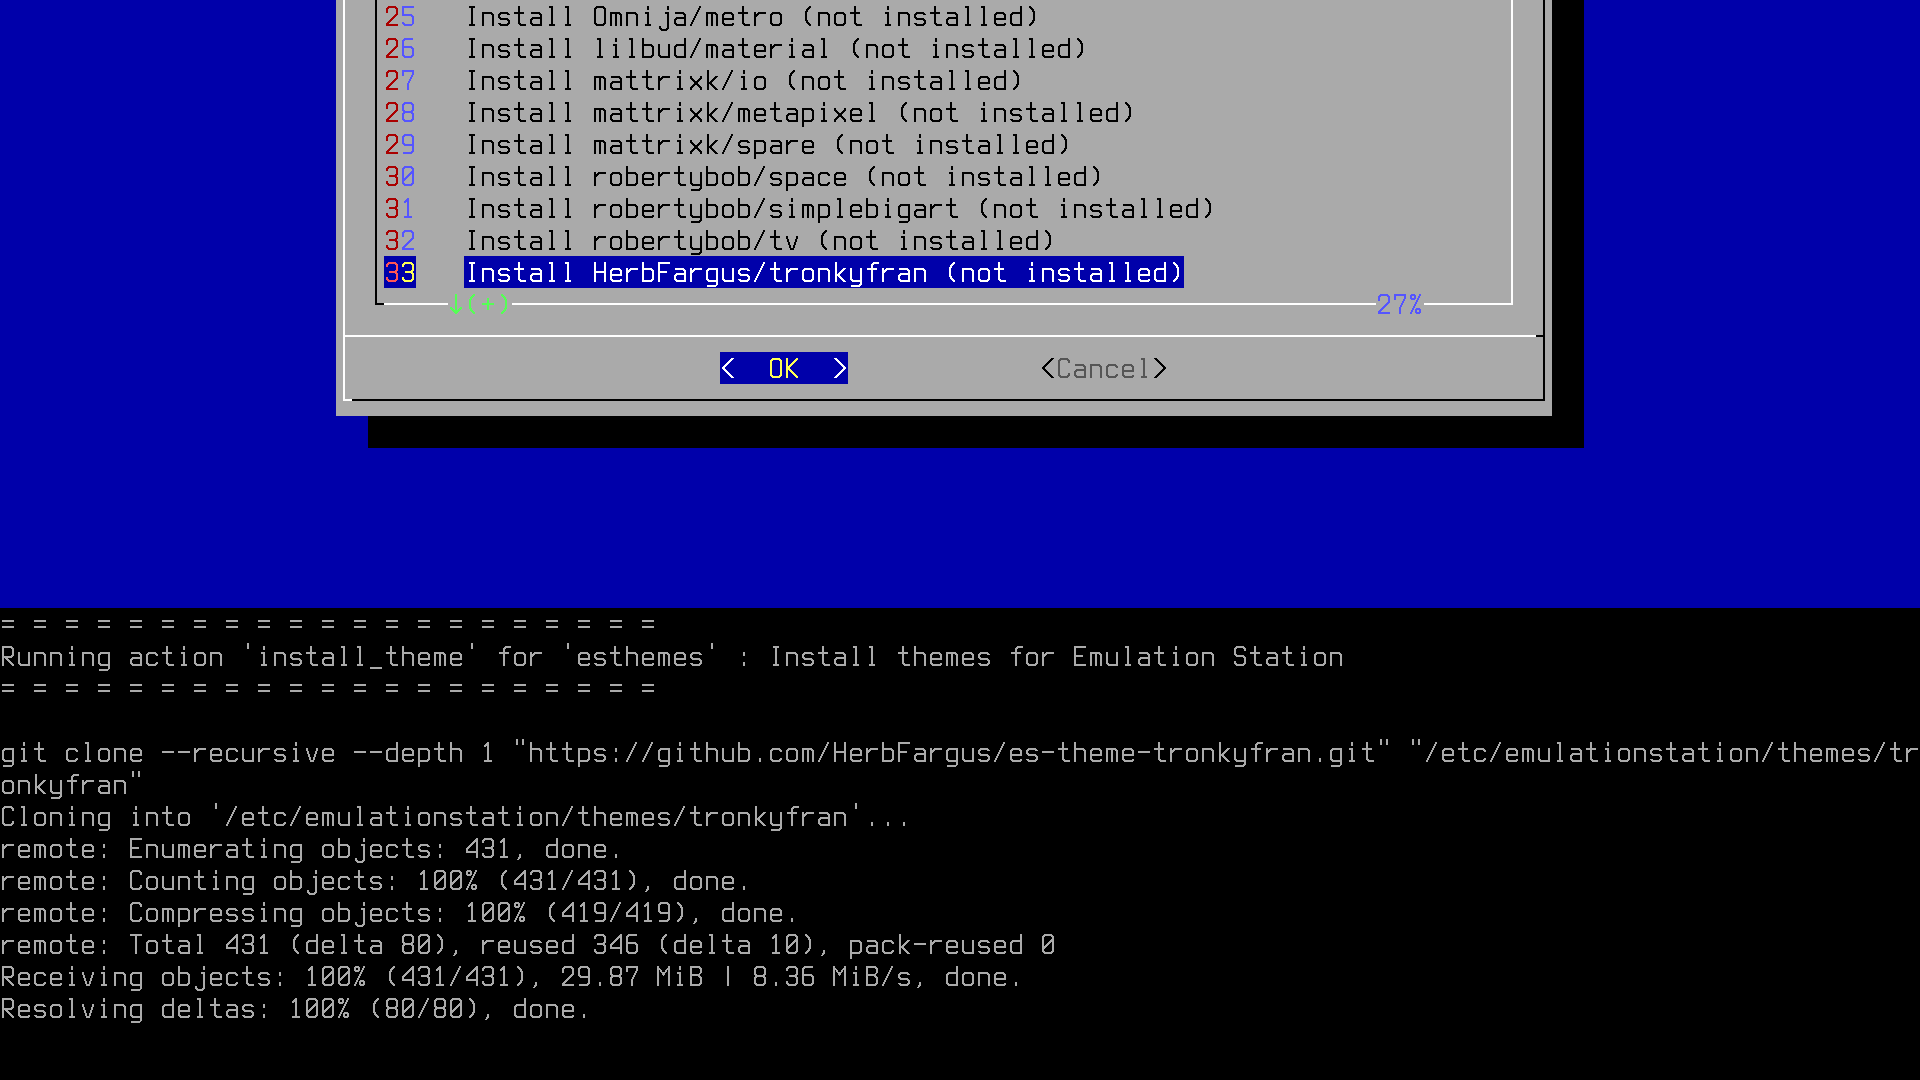 25 Install Omnija/metro (not installed)
26 Install lilbud/material (not installed)
27 Install mattrixk/io (not installed)
28 Install mattrixk/metapixel (not installed)
29 Install mattrixk/spare (not installed)
30 Install robertybob/space (not installed)
31 Install robertybob/simplebigart (not installed)
32 Install robertybob/tv (not installed)
33 Install HerbFargus/tronkyfran (not installed)
↓(+) 27%
< OK > <Cancel>
= = = = = = = = = = = = = = = = = = = = =
Running action 'install_theme' for 'esthemes' : Install themes for Emulation Station
= = = = = = = = = = = = = = = = = = = = =
git clone --recursive --depth 1 "https://github.com/HerbFargus/es-theme-tronkyfran.git" "/etc/emulationstation/themes/tr
onkyfran"
Cloning into '/etc/emulationstation/themes/tronkyfran'...
remote: Enumerating objects: 431, done.
remote: Counting objects: 100% (431/431), done.
remote: Compressing objects: 100% (419/419), done.
remote: Total 431 (delta 80), reused 346 (delta 10), pack-reused 0
Receiving objects: 100% (431/431), 29.87 MiB | 8.36 MiB/s, done.
Resolving deltas: 100% (80/80), done.